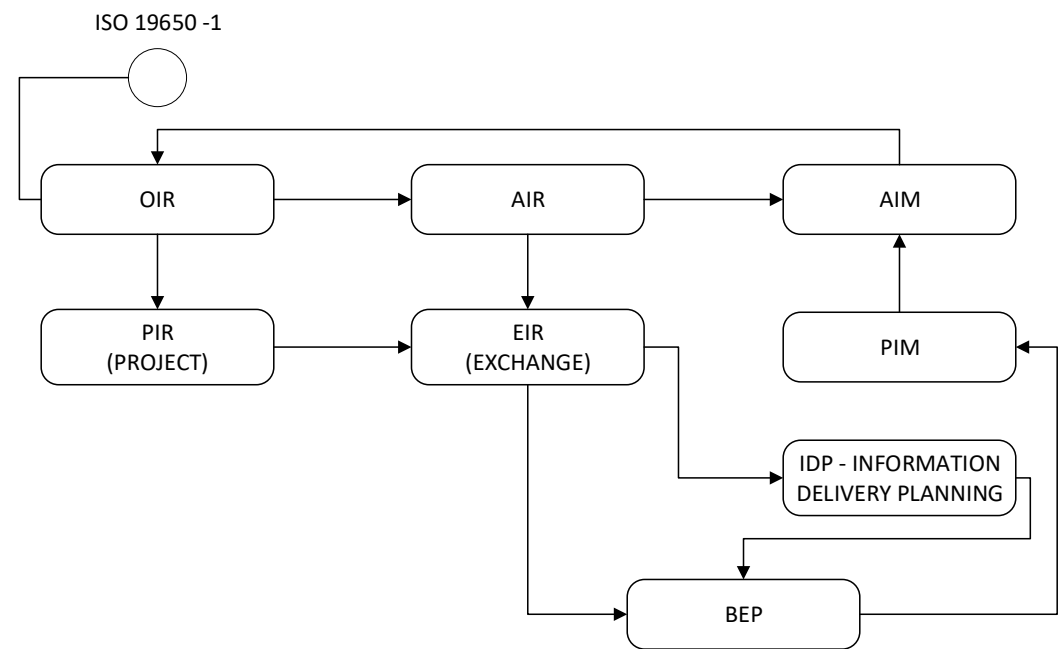 ISO 19650 -1
OIR
AIR
AIM
PIR
(PROJECT)
EIR
(EXCHANGE)
PIM
IDP - INFORMATION
DELIVERY PLANNING
BEP